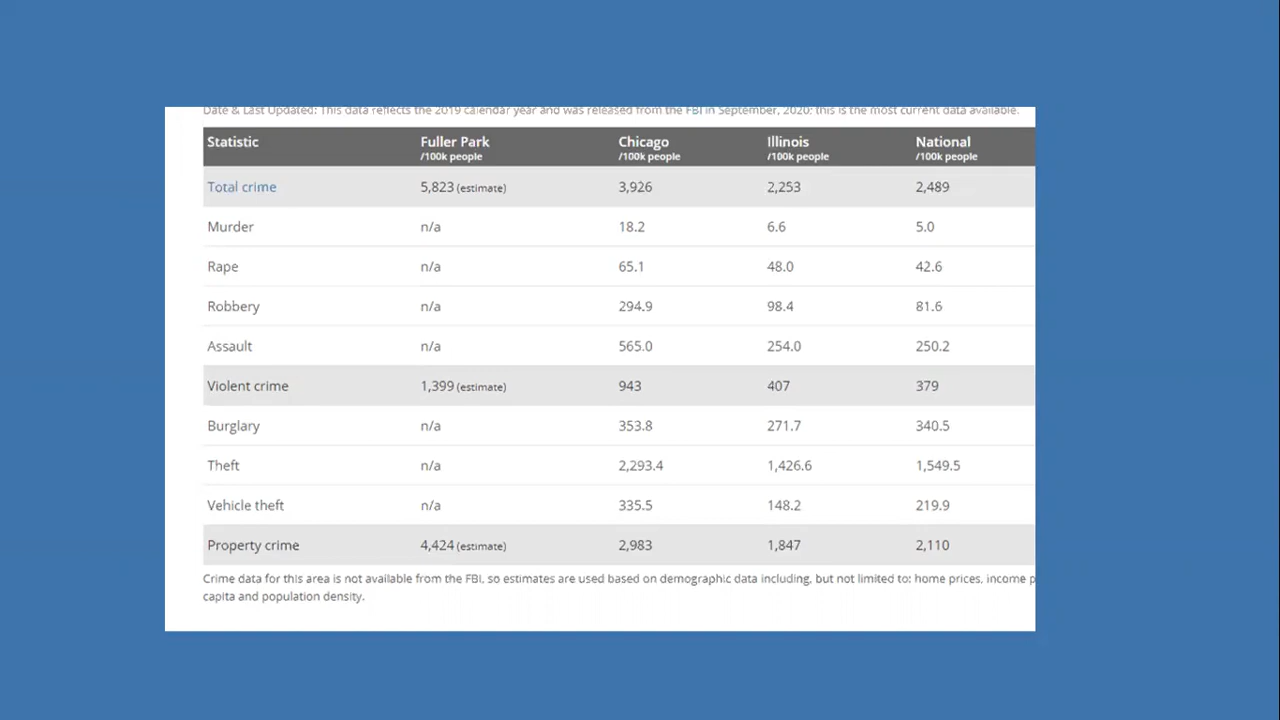 Date & Last Updated: This data reflects the 2019 calendar year and was released from the FBI in September, 2020; this is the most current data available.
Statistic Fuller Park Chicago Illinois National
/100k people /100k people /100k people /100k people
Total crime 5,823 (estimate) 3,926 2,253 2,489
Murder n/a 18.2 6.6 5.0
Rape n/a 65.1 48.0 42.6
Robbery n/a 294.9 98.4 81.6
Assault n/a 565.0 254.0 250.2
Violent crime 1,399 (estimate) 943 407 379
Burglary n/a 353.8 271.7 340.5
Theft n/a 2,293.4 1,426.6 1,549.5
Vehicle theft n/a 335.5 148.2 219.9
Property crime 4,424 (estimate) 2,983 1,847 2,110
Crime data for this area is not available from the FBI, so estimates are used based on demographic data including, but not limited to: home prices, income p
capita and population density.